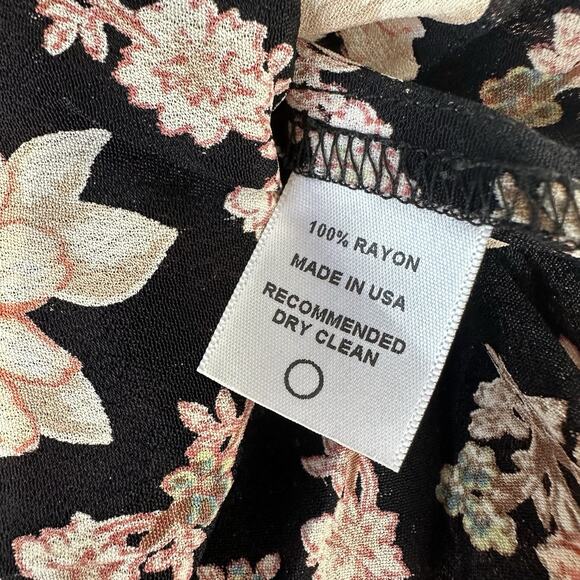 100% RAYON
MADE IN USA
RECOMMENDED
DRY CLEAN